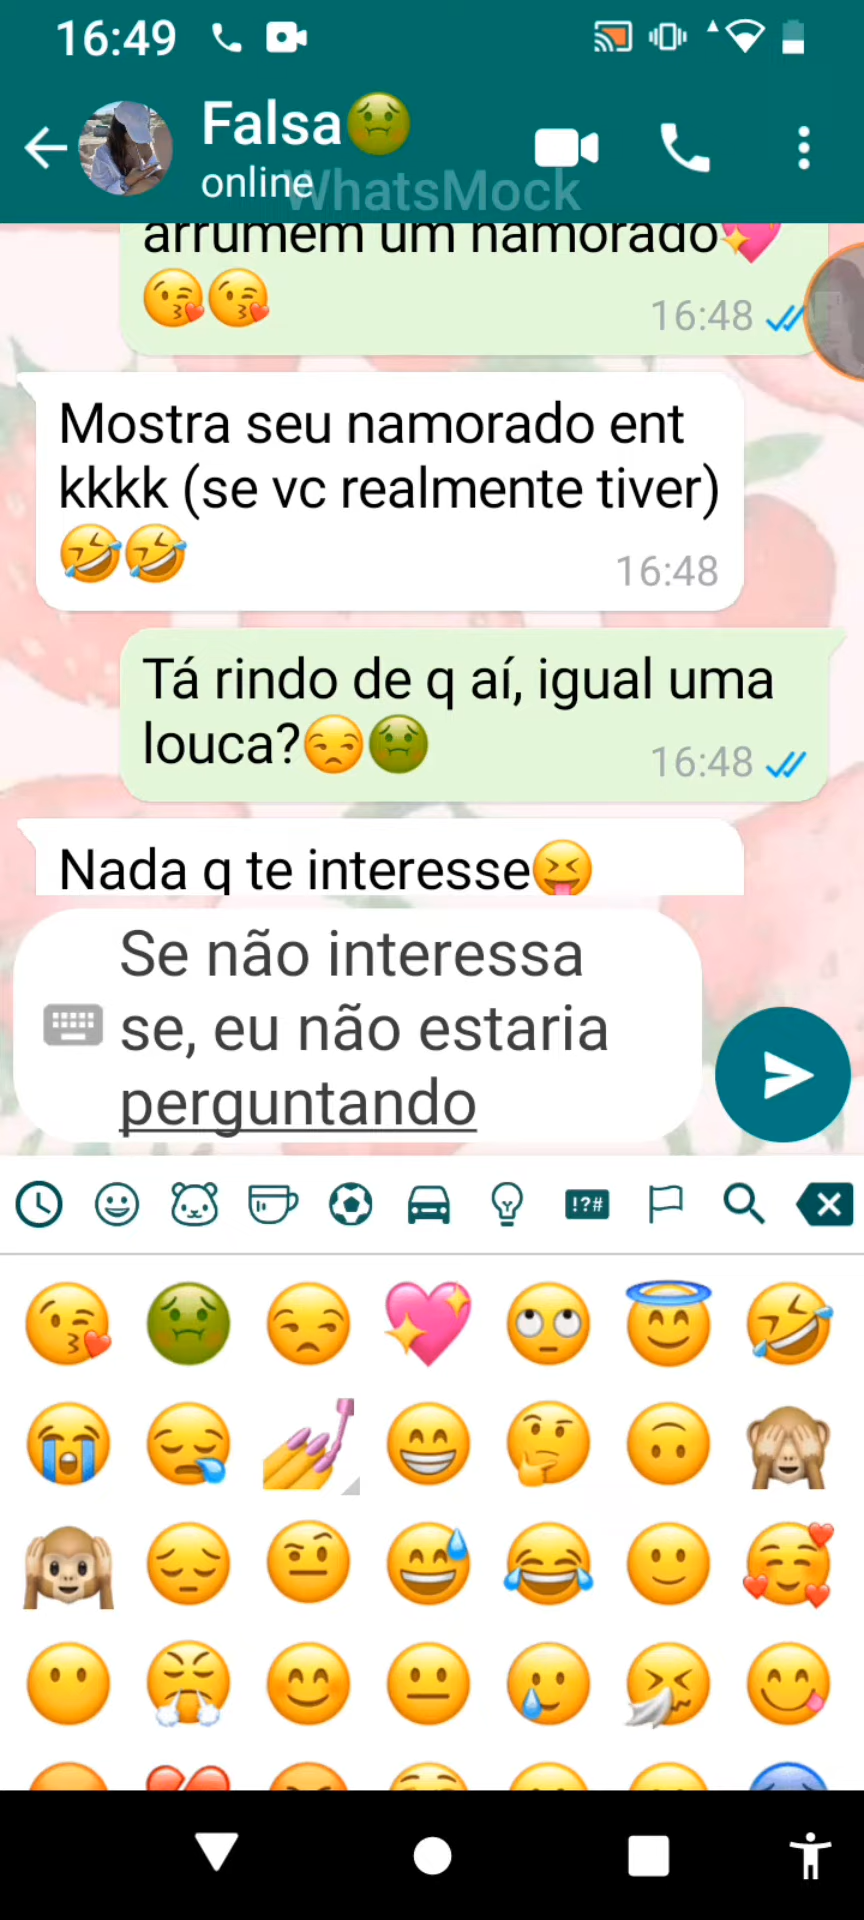 16:49
Falsa🤢
online
WhatsMock
arrumem um namorado💖
😘😘
16:48
Mostra seu namorado ent
kkkk (se vc realmente tiver)
🤣🤣
16:48
Tá rindo de q aí, igual uma
louca?😒🤢
16:48
Nada q te interesse😝
Se não interessa
se, eu não estaria
perguntando
!?#